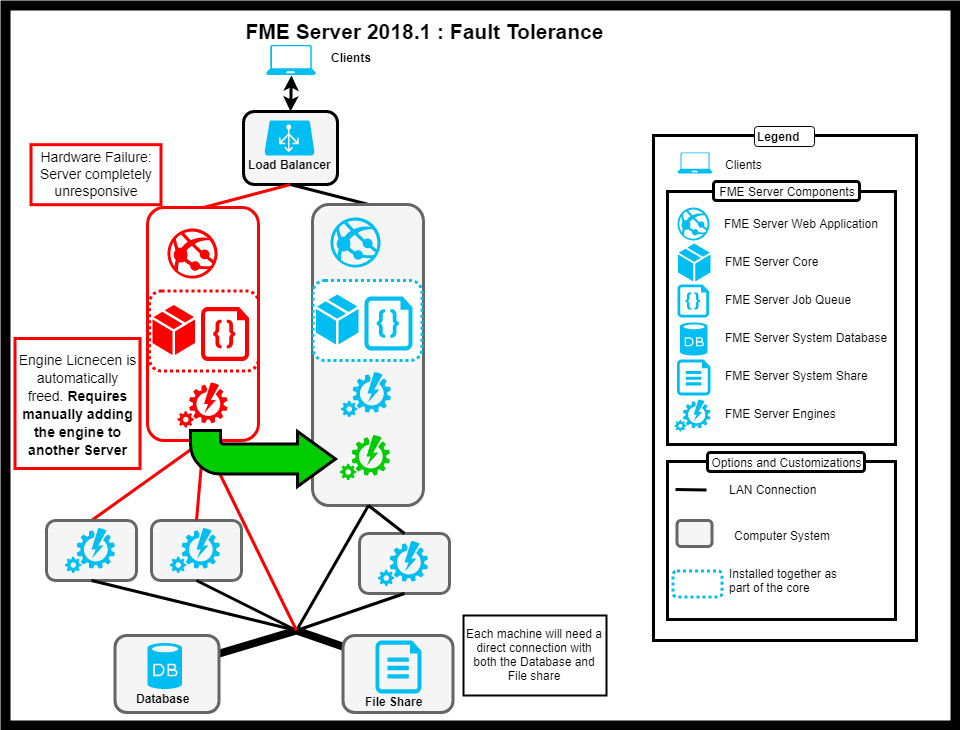 FME Server 2018.1 : Fault Tolerance
Clients
Load Balancer
Hardware Failure:
Server completely
unresponsive
Engine Licnecen is
automatically
freed. Requires
manually adding
the engine to
another Server
DB
Database
File Share
Each machine will need a
direct connection with
both the Database and
File share
Legend
Clients
FME Server Components
FME Server Web Application
FME Server Core
{}
FME Server Job Queue
DB
FME Server System Database
FME Server System Share
FME Server Engines
Options and Customizations
LAN Connection
Computer System
Installed together as
part of the core